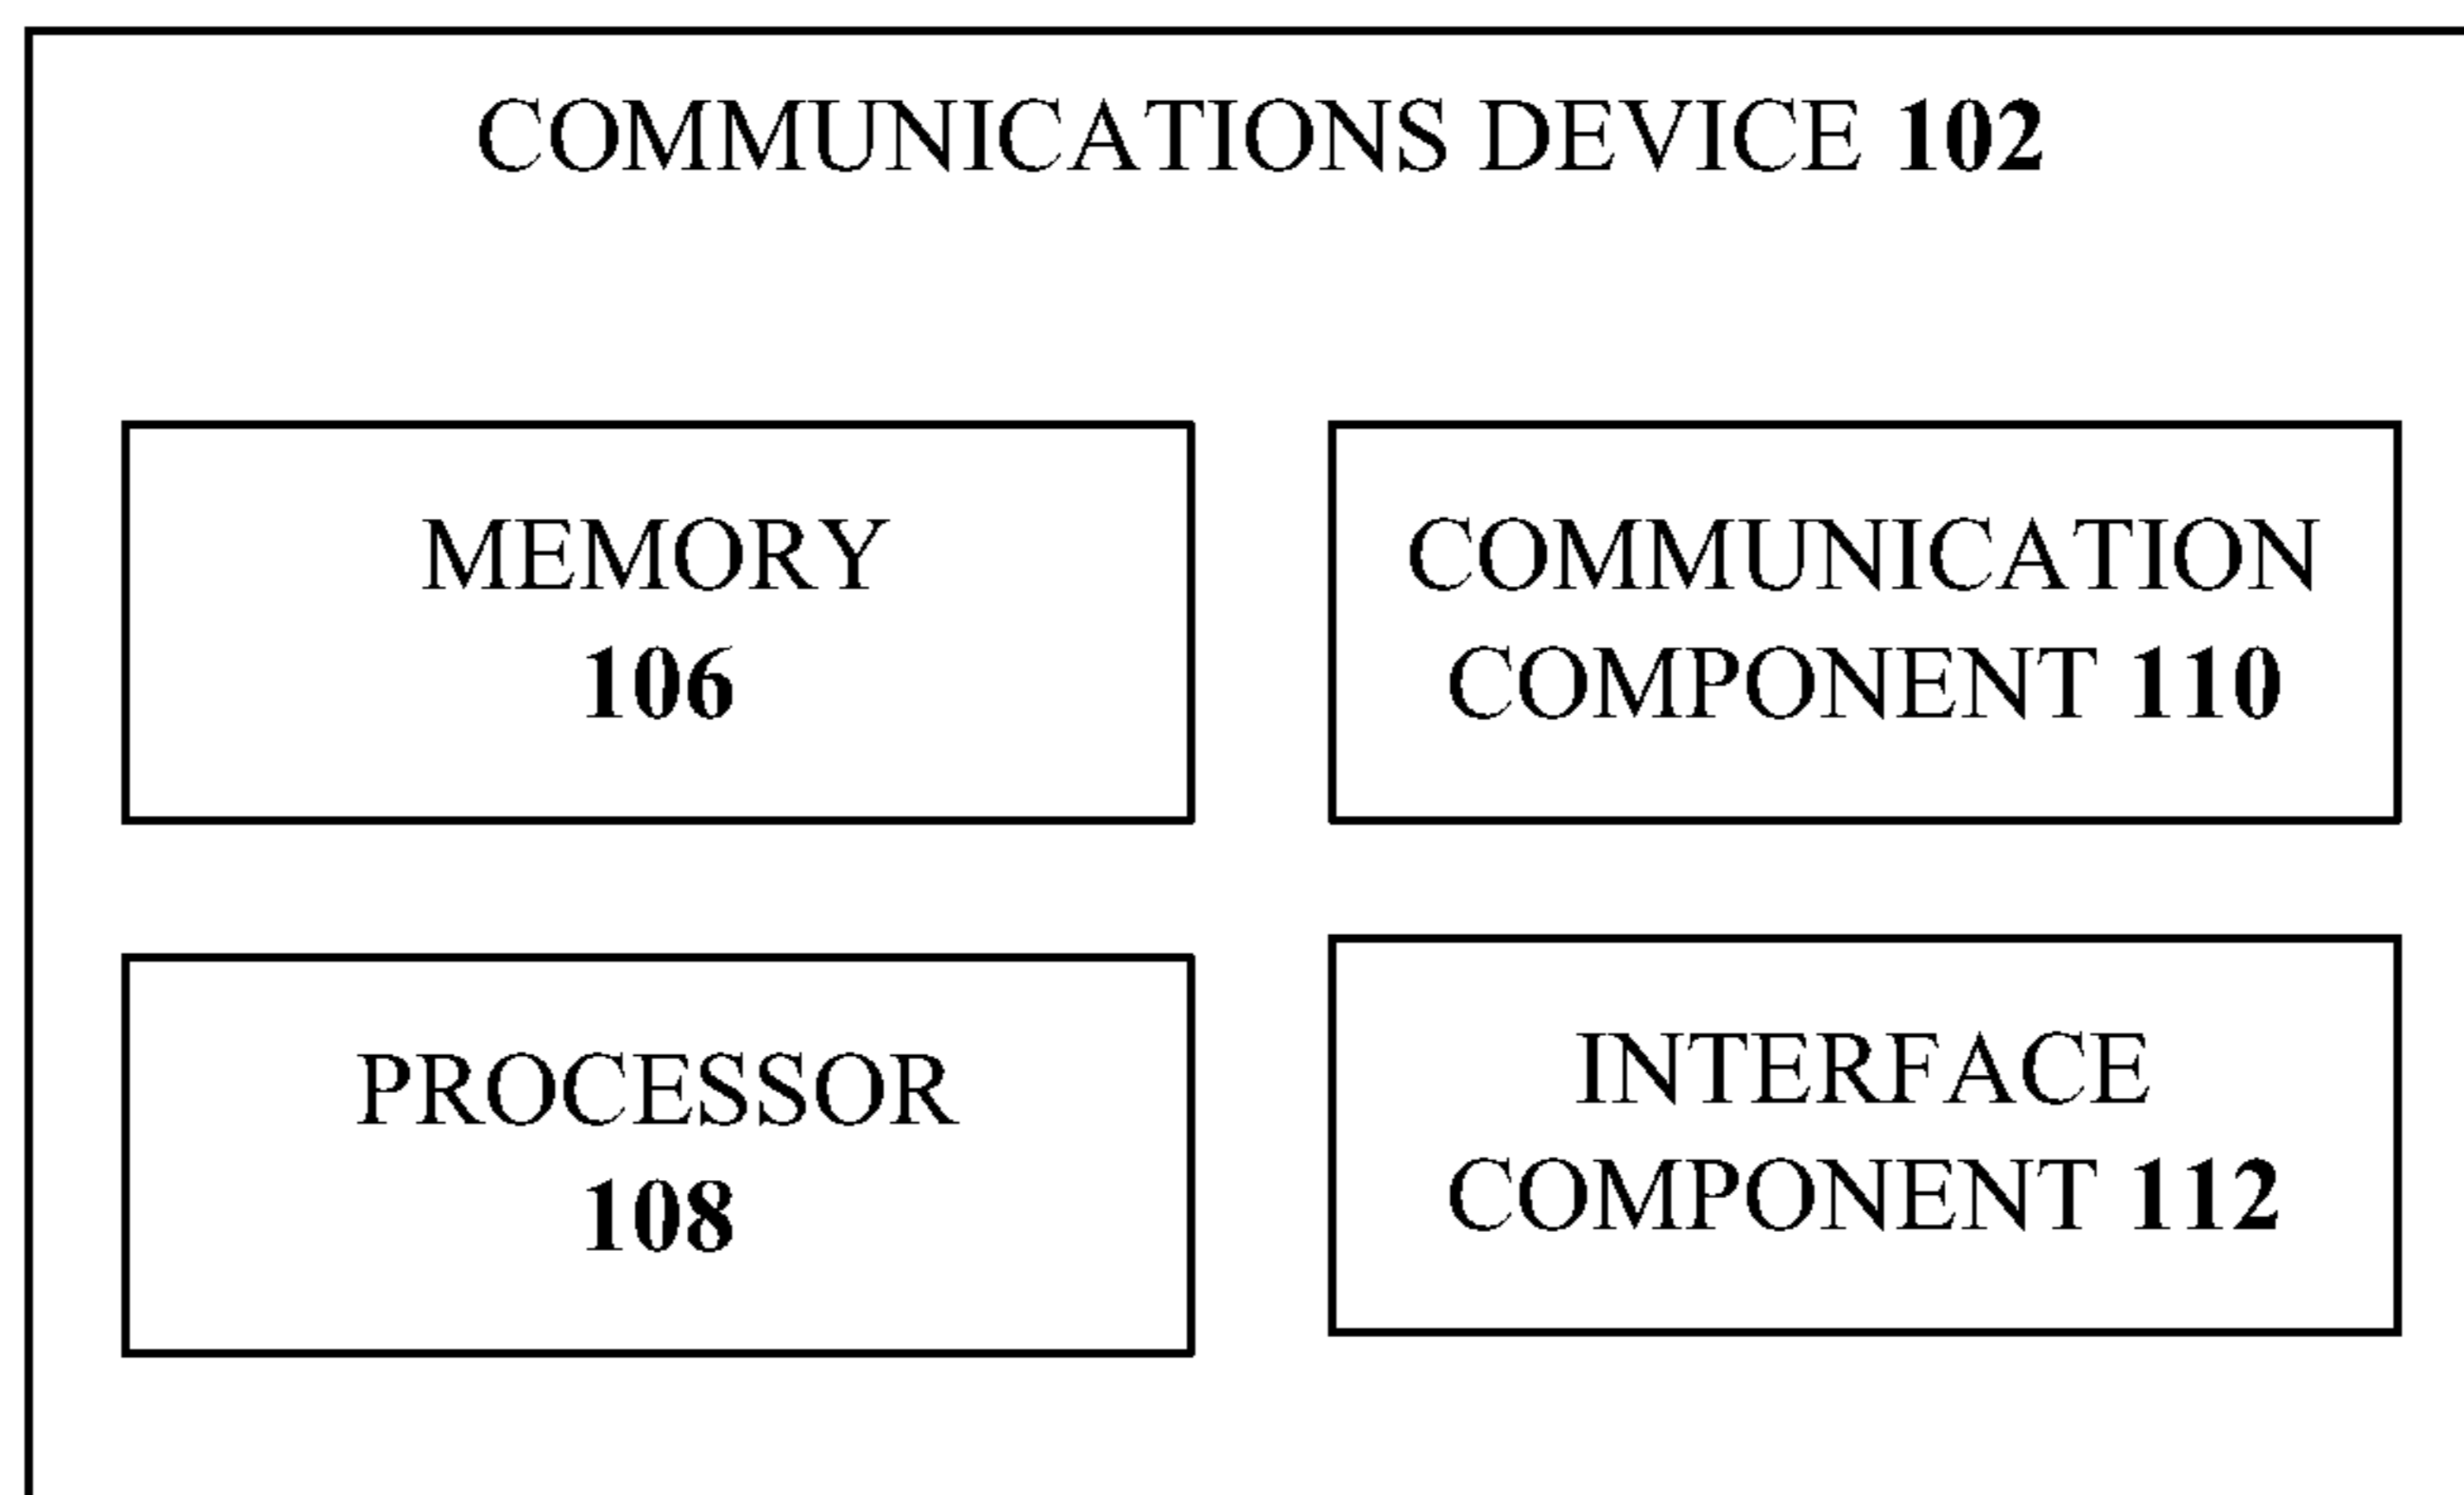 COMMUNICATIONS DEVICE 102
MEMORY
106
COMMUNICATION
COMPONENT 110
PROCESSOR
108
INTERFACE
COMPONENT 112